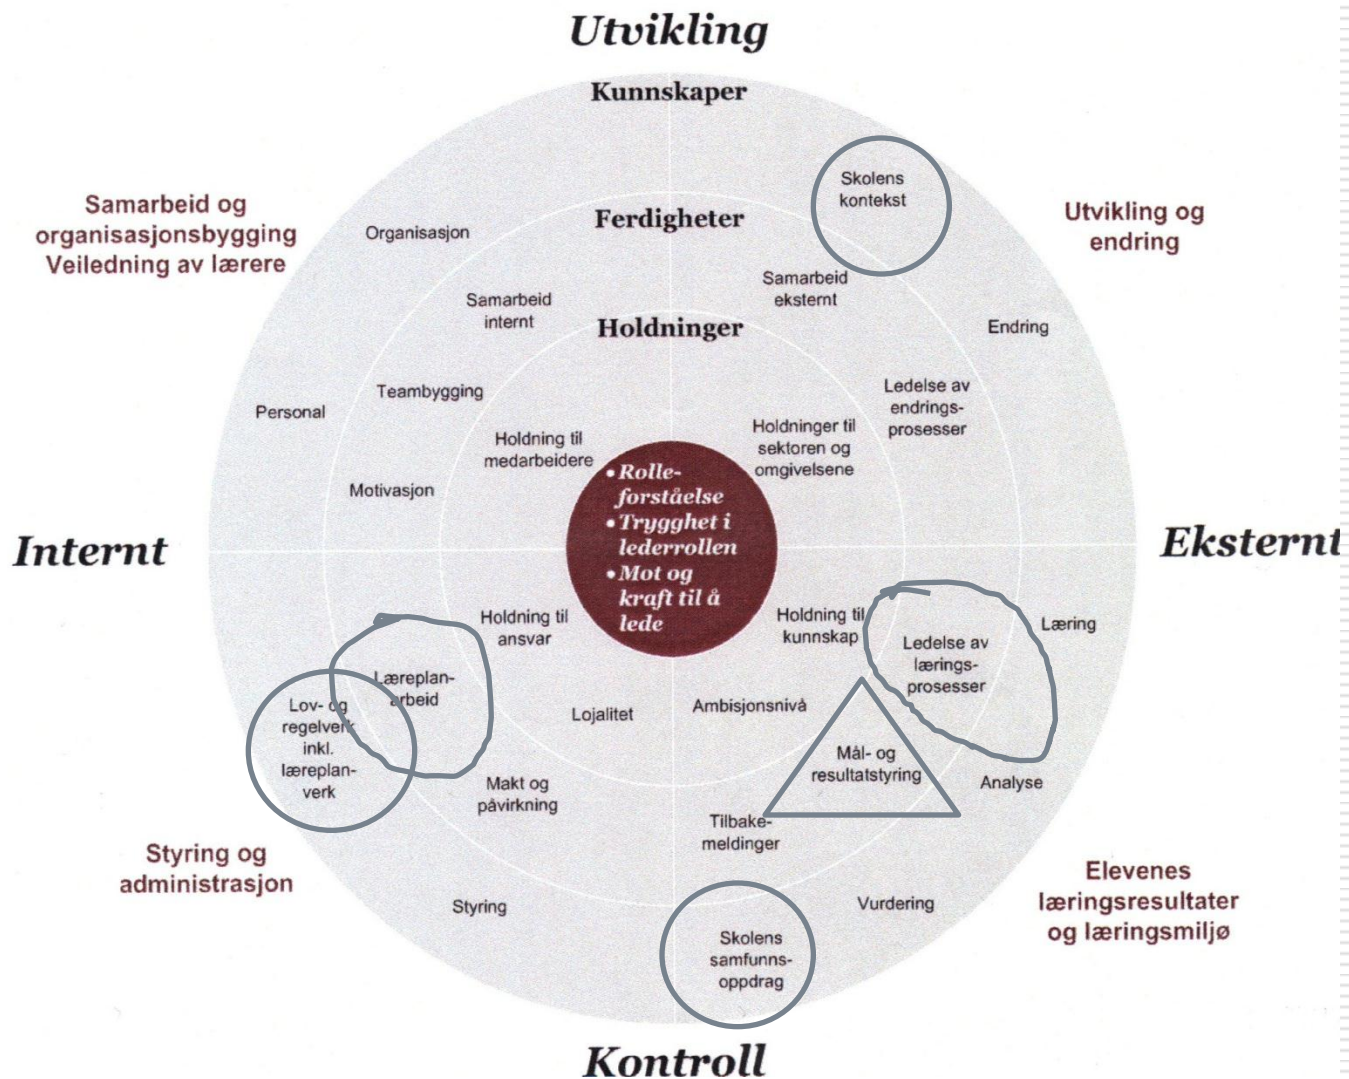 Utvikling
Kunnskaper
Skolens
kontekst
Samarbeid og
organisasjonsbygging
Veiledning av lærere
Utvikling og
endring
Organisasjon
Ferdigheter
Samarbeid
eksternt
Samarbeid
internt
Holdninger
Endring
Teambygging
Personal
Ledelse av
endrings-
prosesser
Holdning til
medarbeidere
Holdninger til
sektoren og
omgivelsene
Motivasjon
• Rolle-
forståelse
• Trygghet i
lederrollen
• Mot og
kraft til å
lede
Internt
Eksternt
Holdning til
ansvar
Holdning til
kunnskap
Læring
Ledelse av
lærings-
prosesser
Læreplan-
arbeid
Lov- og
regelverk
inkl.
læreplan-
verk
Lojalitet
Ambisjonsnivå
Mål- og
resultatstyring
Analyse
Makt og
påvirkning
Tilbake-
meldinger
Styring og
administrasjon
Elevenes
læringsresultater
og læringsmiljø
Styring
Vurdering
Skolens
samfunns-
oppdrag
Kontroll